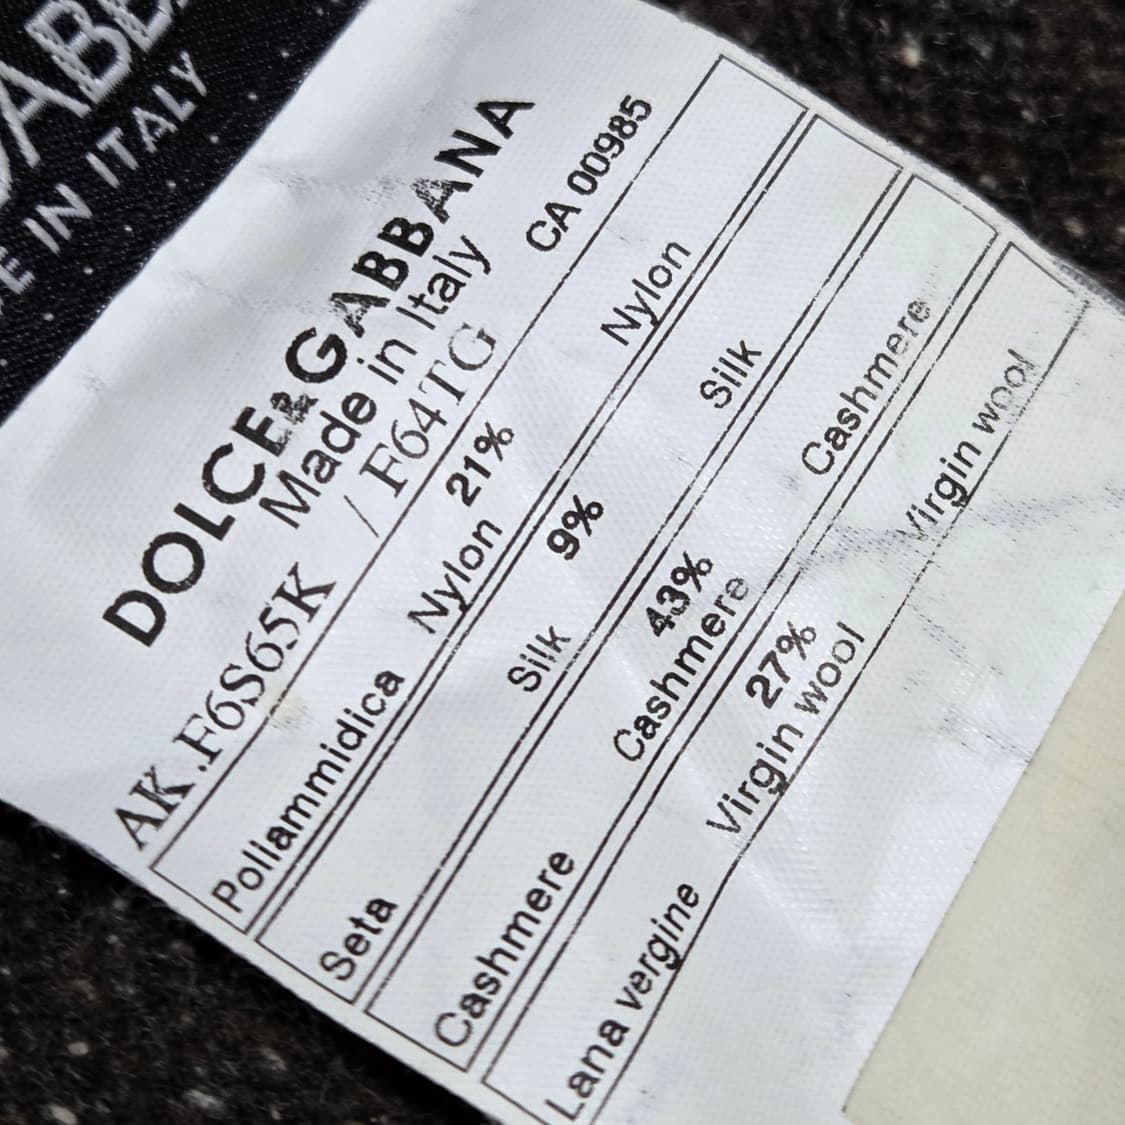 DABB
E IN ITALY
DOLCE&GABBANA
Made in Italy
AK .F6S65K / F64TG CA 00985
21%
Poliammidica Nylon Nylon
9%
Seta Silk Silk
43%
Cashmere Cashmere Cashmere
27%
Lana vergine Virgin wool Virgin wool